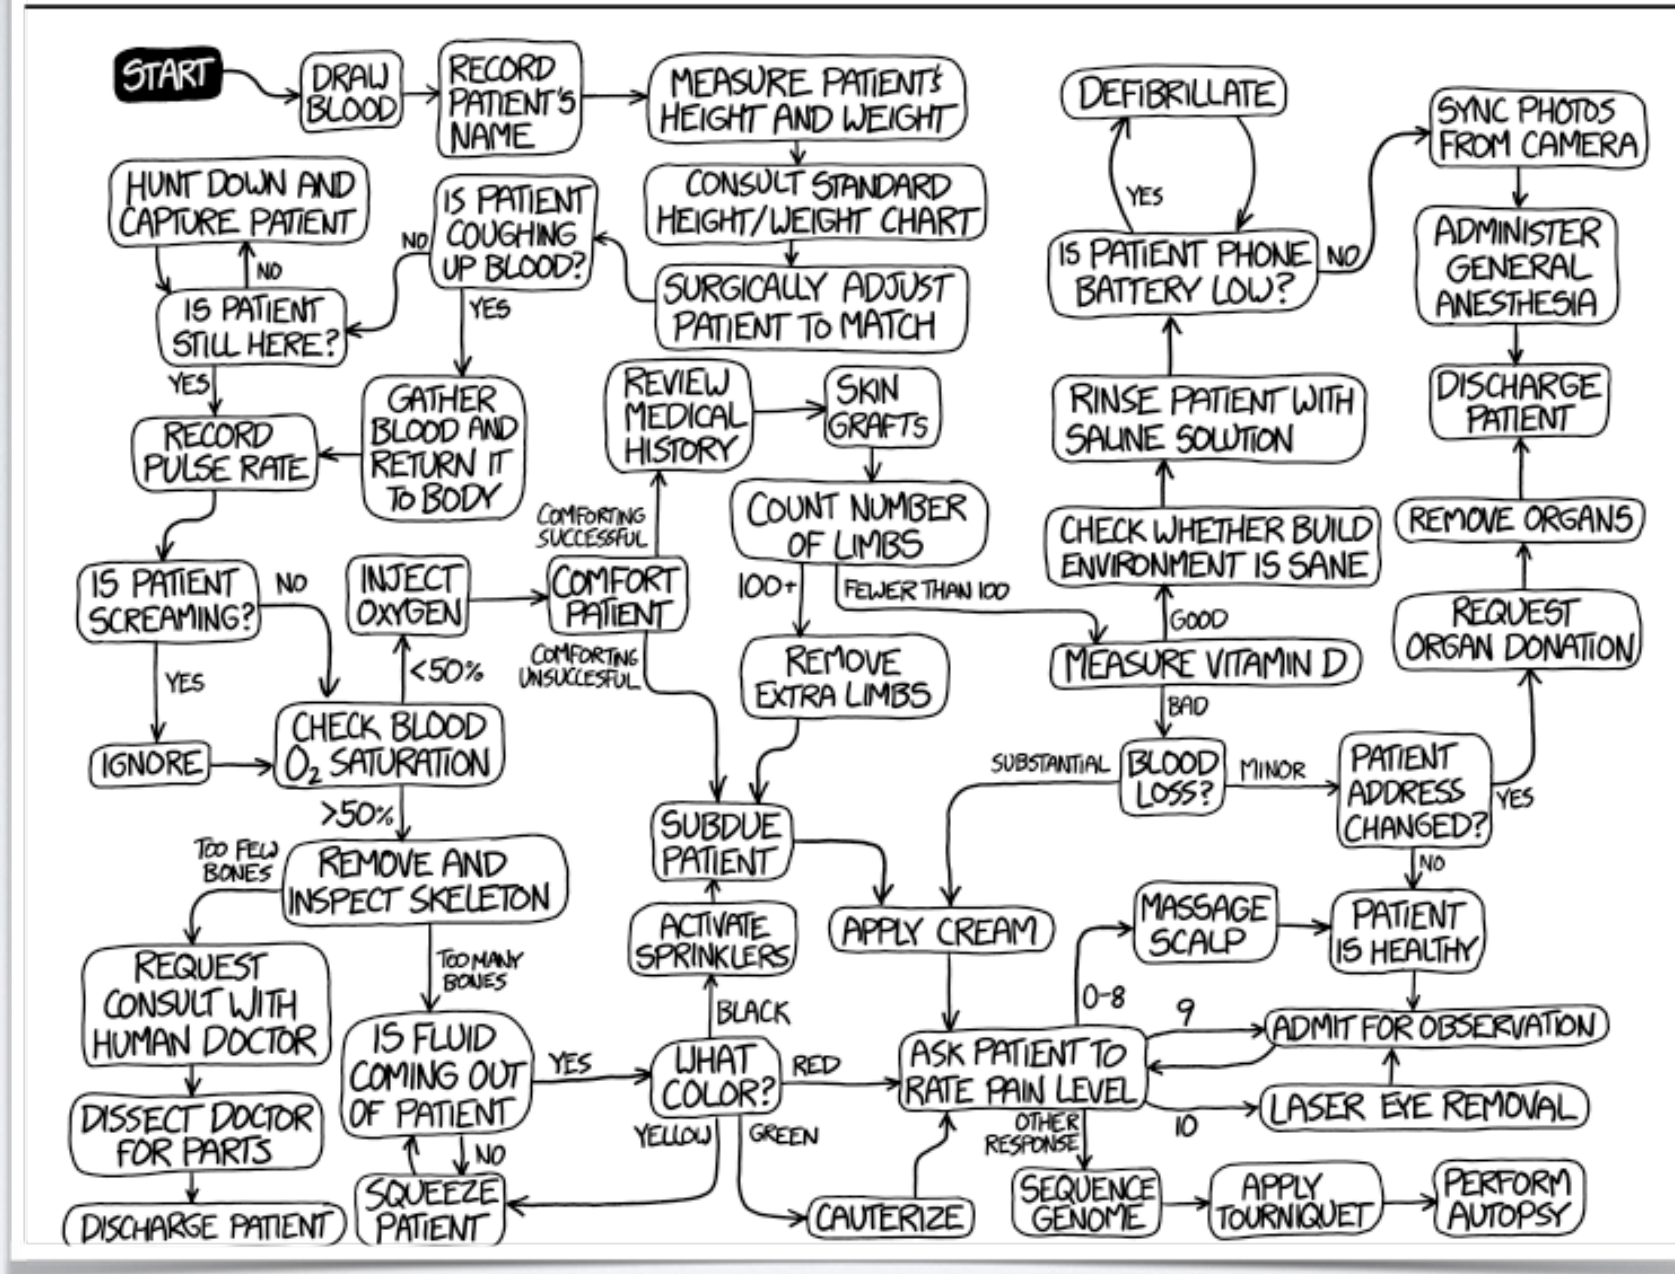 START
DRAW
BLOOD
RECORD
PATIENT'S
NAME
MEASURE PATIENT'S
HEIGHT AND WEIGHT
CONSULT STANDARD
HEIGHT/WEIGHT CHART
SURGICALLY ADJUST
PATIENT TO MATCH
IS PATIENT
COUGHING
UP BLOOD?
NO
YES
HUNT DOWN AND
CAPTURE PATIENT
NO
IS PATIENT
STILL HERE?
YES
GATHER
BLOOD AND
RETURN IT
TO BODY
RECORD
PULSE RATE
IS PATIENT
SCREAMING?
NO
YES
IGNORE
CHECK BLOOD
O₂ SATURATION
<50%
>50%
INJECT
OXYGEN
COMFORT
PATIENT
COMFORTING
SUCCESSFUL
COMFORTING
UNSUCCESFUL
REVIEW
MEDICAL
HISTORY
SKIN
GRAFTS
COUNT NUMBER
OF LIMBS
100+
FEWER THAN 100
REMOVE
EXTRA LIMBS
SUBDUE
PATIENT
REMOVE AND
INSPECT SKELETON
TOO FEW
BONES
TOO MANY
BONES
REQUEST
CONSULT WITH
HUMAN DOCTOR
DISSECT DOCTOR
FOR PARTS
DISCHARGE PATIENT
IS FLUID
COMING OUT
OF PATIENT
YES
NO
SQUEEZE
PATIENT
WHAT
COLOR?
BLACK
RED
YELLOW
GREEN
ACTIVATE
SPRINKLERS
CAUTERIZE
APPLY CREAM
ASK PATIENT TO
RATE PAIN LEVEL
0-8
9
10
OTHER
RESPONSE
MASSAGE
SCALP
PATIENT
IS HEALTHY
ADMIT FOR OBSERVATION
LASER EYE REMOVAL
SEQUENCE
GENOME
APPLY
TOURNIQUET
PERFORM
AUTOPSY
MEASURE VITAMIN D
GOOD
BAD
BLOOD
LOSS?
SUBSTANTIAL
MINOR
PATIENT
ADDRESS
CHANGED?
YES
NO
CHECK WHETHER BUILD
ENVIRONMENT IS SANE
RINSE PATIENT WITH
SALINE SOLUTION
IS PATIENT PHONE
BATTERY LOW?
YES
NO
DEFIBRILLATE
SYNC PHOTOS
FROM CAMERA
ADMINISTER
GENERAL
ANESTHESIA
DISCHARGE
PATIENT
REMOVE ORGANS
REQUEST
ORGAN DONATION